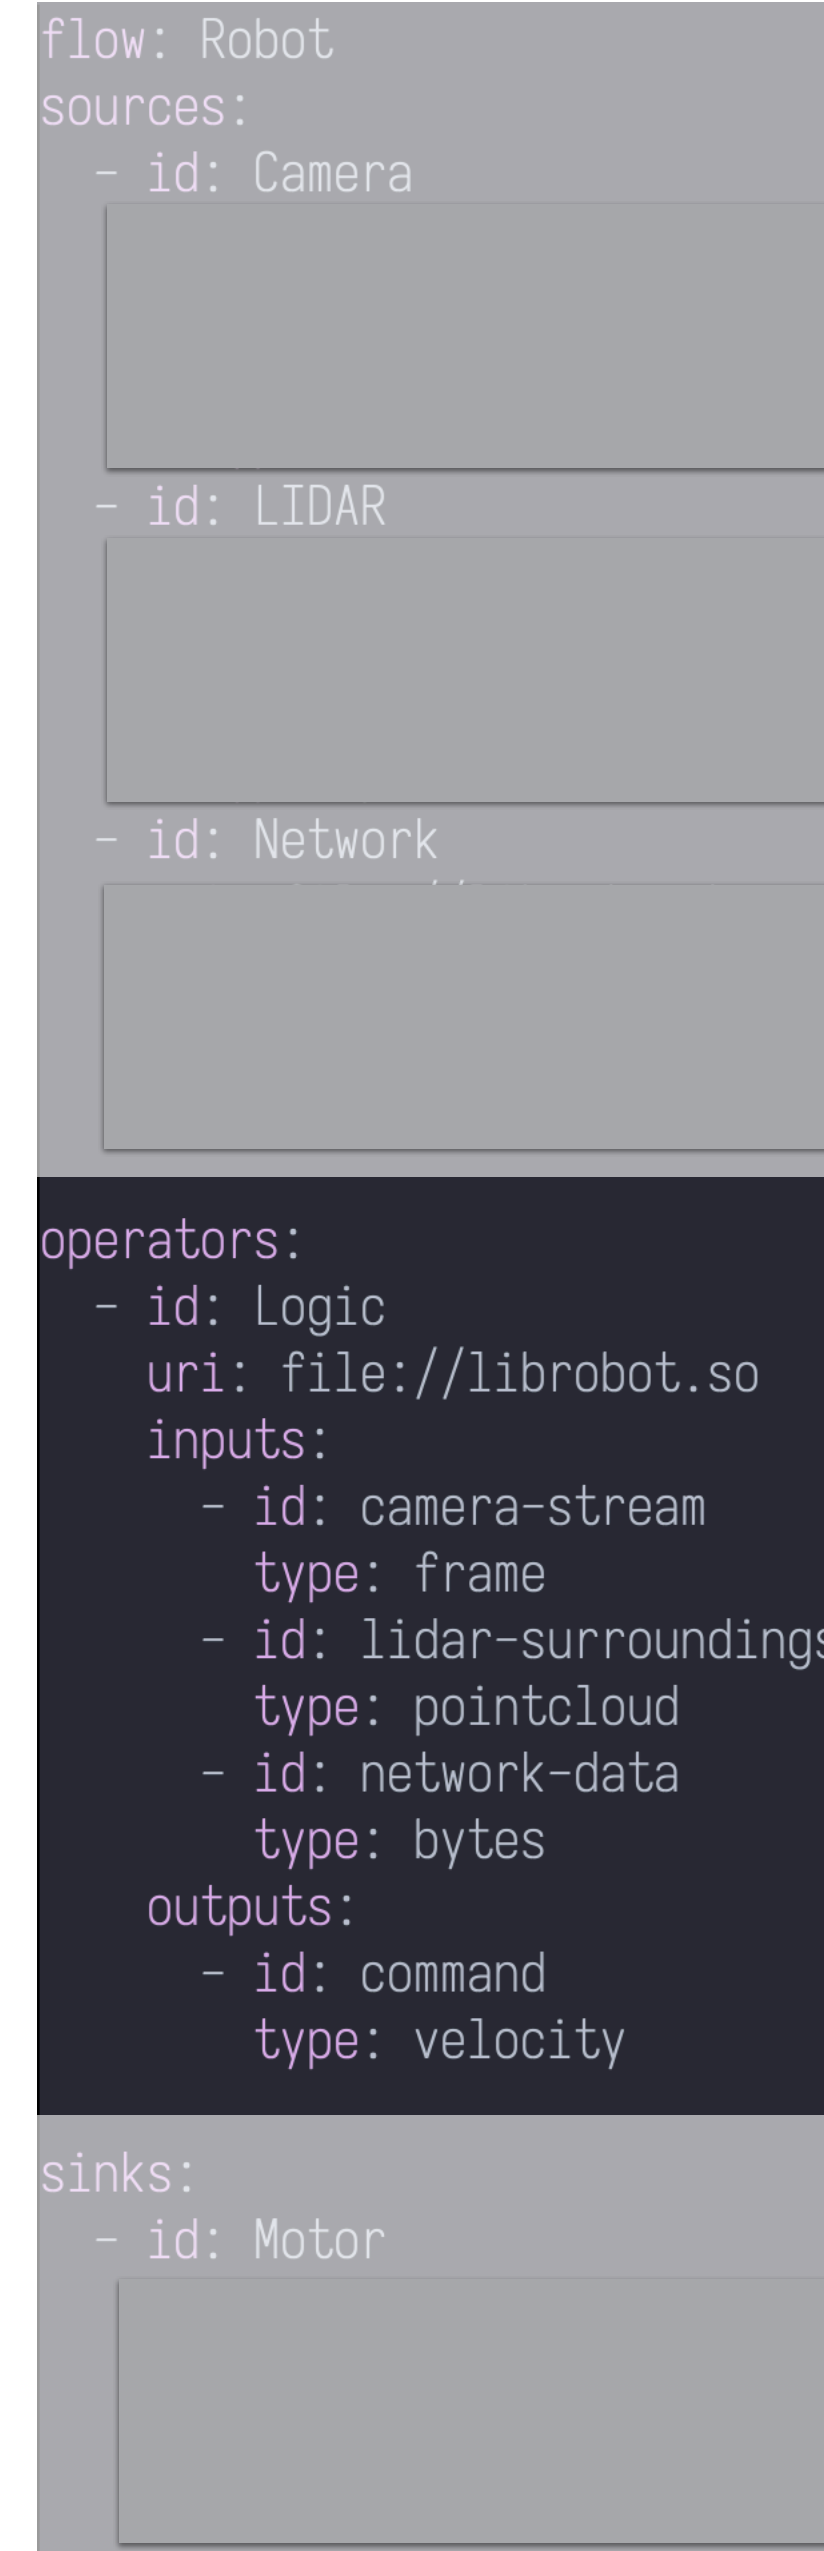 flow: Robot
sources:
  - id: Camera
  - id: LIDAR
  - id: Network
operators:
  - id: Logic
    uri: file://librobot.so
    inputs:
      - id: camera-stream
        type: frame
      - id: lidar-surroundings
        type: pointcloud
      - id: network-data
        type: bytes
    outputs:
      - id: command
        type: velocity
sinks:
  - id: Motor